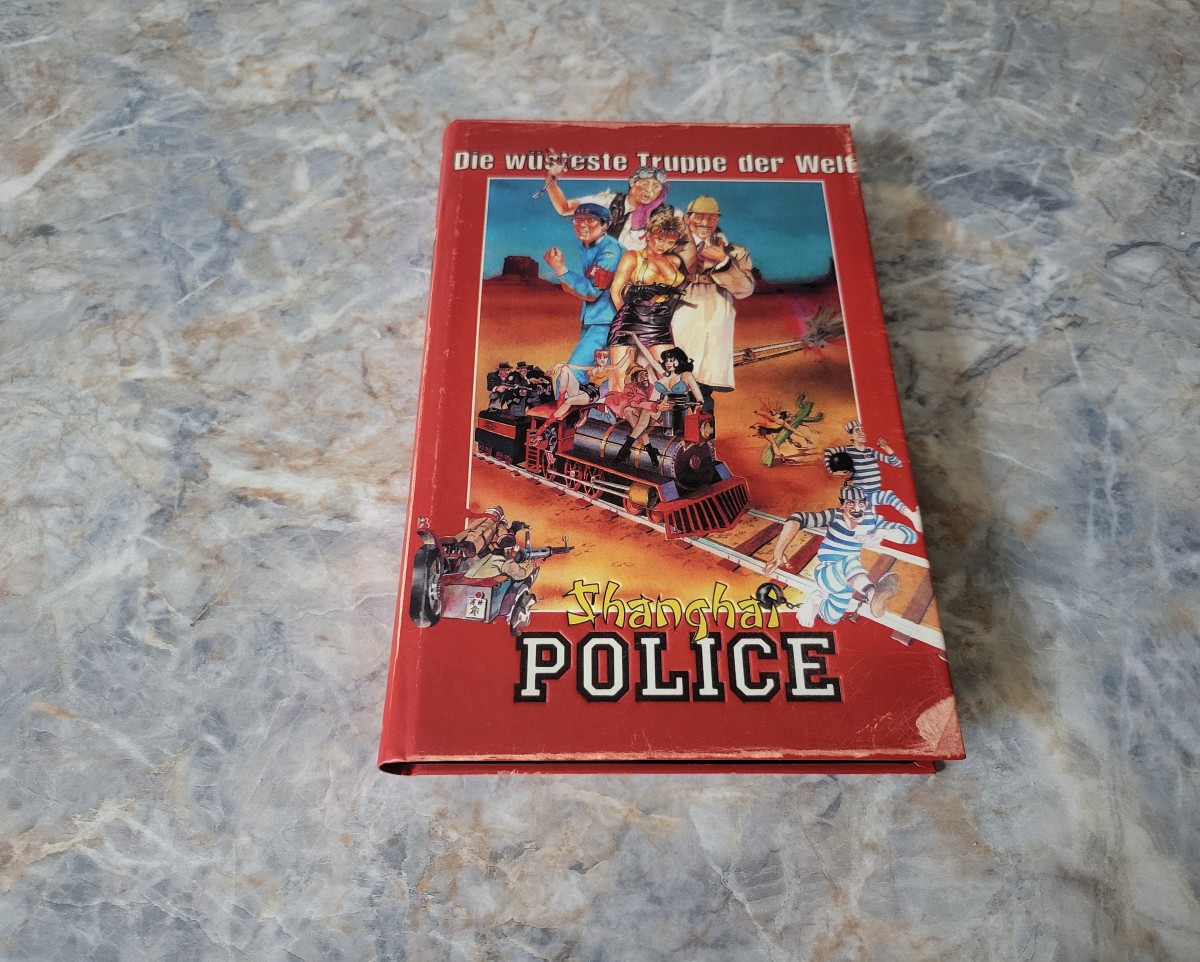 Die wüsteste Truppe der Welt
Shanghai
POLICE